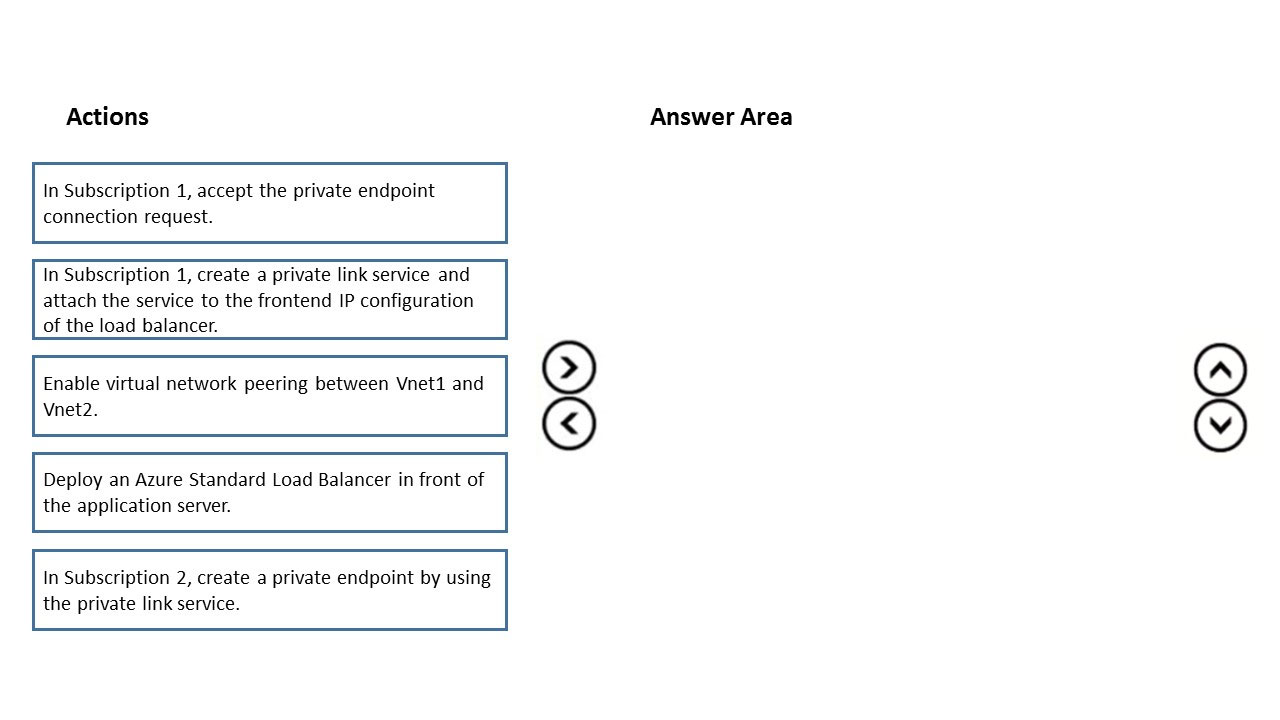 Actions
Answer Area
In Subscription 1, accept the private endpoint
connection request.
In Subscription 1, create a private link service and
attach the service to the frontend IP configuration
of the load balancer.
Enable virtual network peering between Vnet1 and
Vnet2.
Deploy an Azure Standard Load Balancer in front of
the application server.
In Subscription 2, create a private endpoint by using
the private link service.